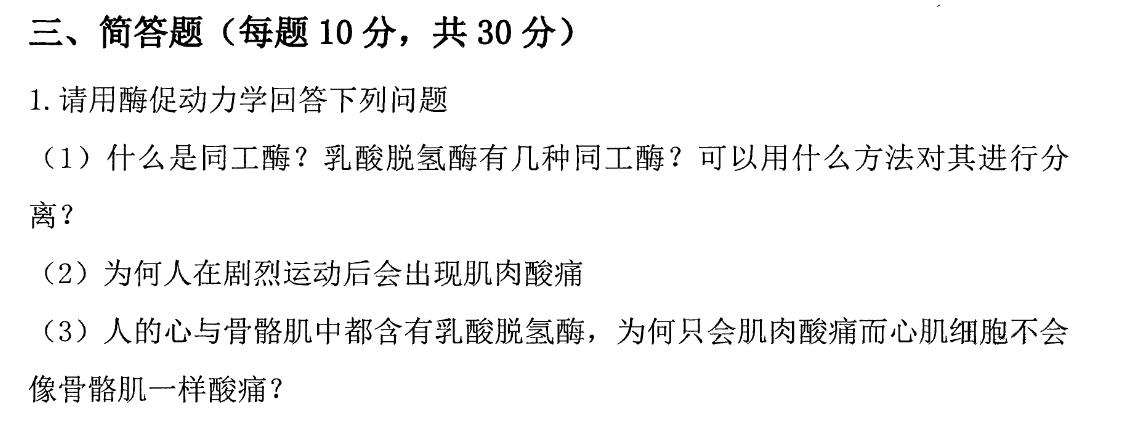 三、简答题（每题 10 分，共 30 分）
1. 请用酶促动力学回答下列问题
（1）什么是同工酶？乳酸脱氢酶有几种同工酶？可以用什么方法对其进行分
离？
（2）为何人在剧烈运动后会出现肌肉酸痛
（3）人的心与骨骼肌中都含有乳酸脱氢酶，为何只会肌肉酸痛而心肌细胞不会
像骨骼肌一样酸痛？